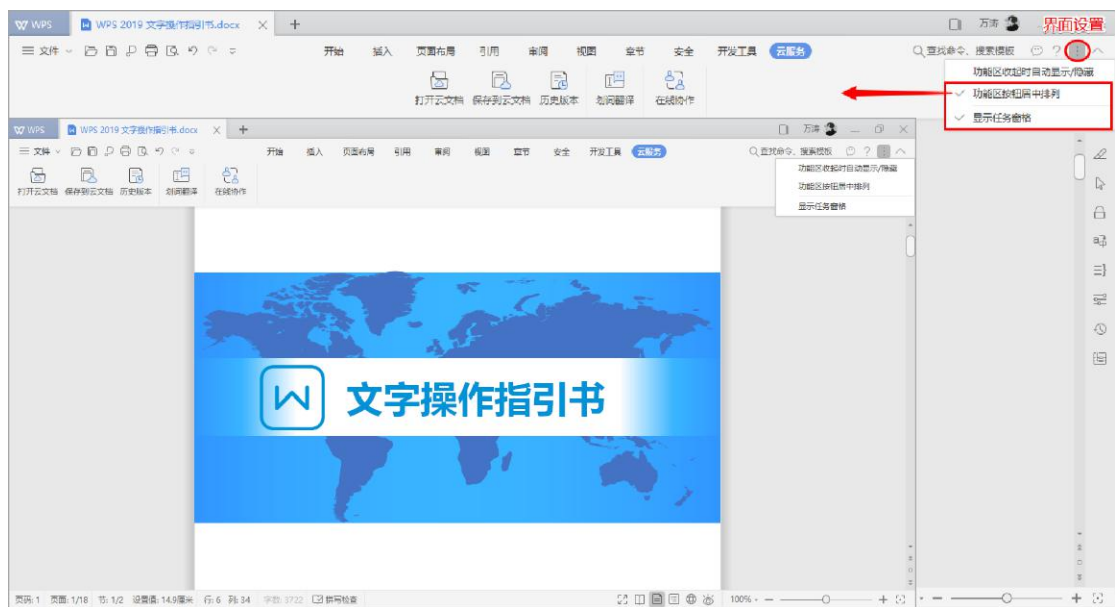 WPS WPS 2019 文字操作指引书.docx × + 万涛 界面设置
文件 开始 插入 页面布局 引用 审阅 视图 章节 安全 开发工具 云服务 查找命令、搜索模板 ?
打开云文档 保存到云文档 历史版本 划词翻译 在线协作
功能区收起时自动显示/隐藏
功能区按钮居中排列
显示任务窗格
WPS WPS 2019 文字操作指引书.docx × + 万涛
文件 开始 插入 页面布局 引用 审阅 视图 章节 安全 开发工具 云服务 查找命令、搜索模板 ?
打开云文档 保存到云文档 历史版本 划词翻译 在线协作
功能区收起时自动显示/隐藏
功能区按钮居中排列
显示任务窗格
文字操作指引书
页码: 1 页面: 1/18 节: 1/2 设置值: 14.9厘米 行: 6 列: 34 字数: 3722 拼写检查 100%